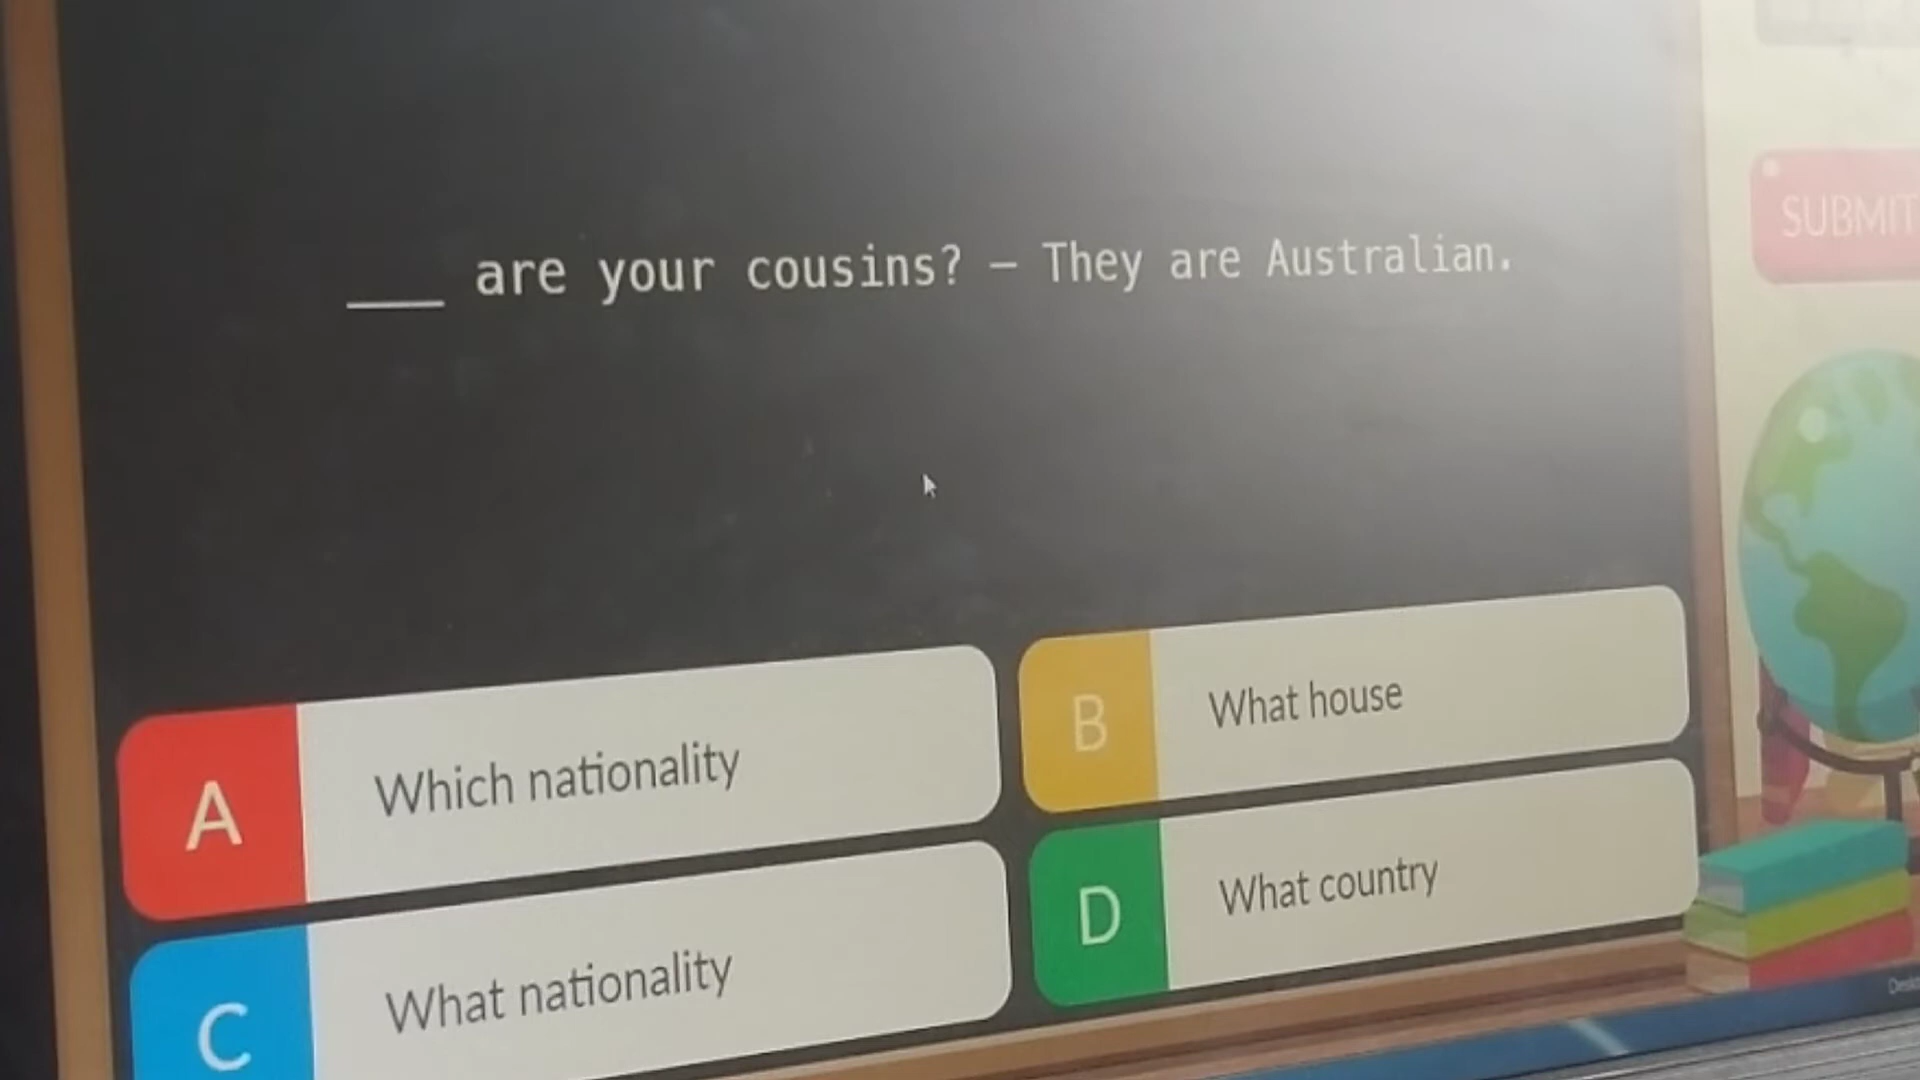 ___ are your cousins? – They are Australian.
SUBMIT
A Which nationality
B What house
C What nationality
D What country